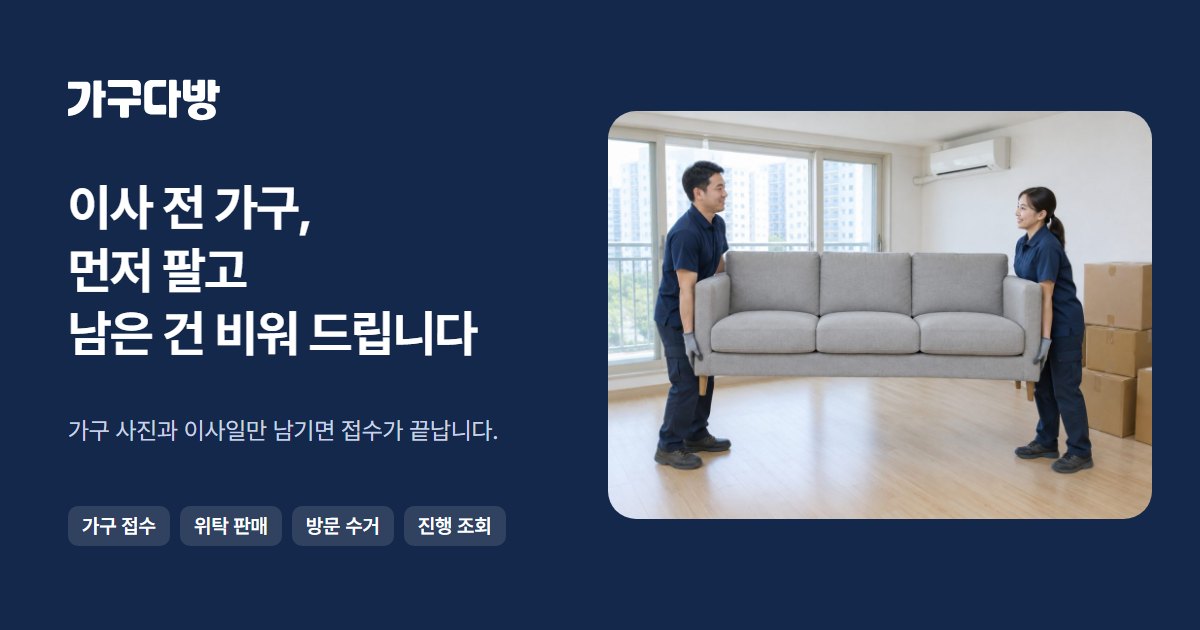 가구다방
이사 전 가구,
먼저 팔고
남은 건 비워 드립니다
가구 사진과 이사일만 남기면 접수가 끝납니다.
가구 접수
위탁 판매
방문 수거
진행 조회